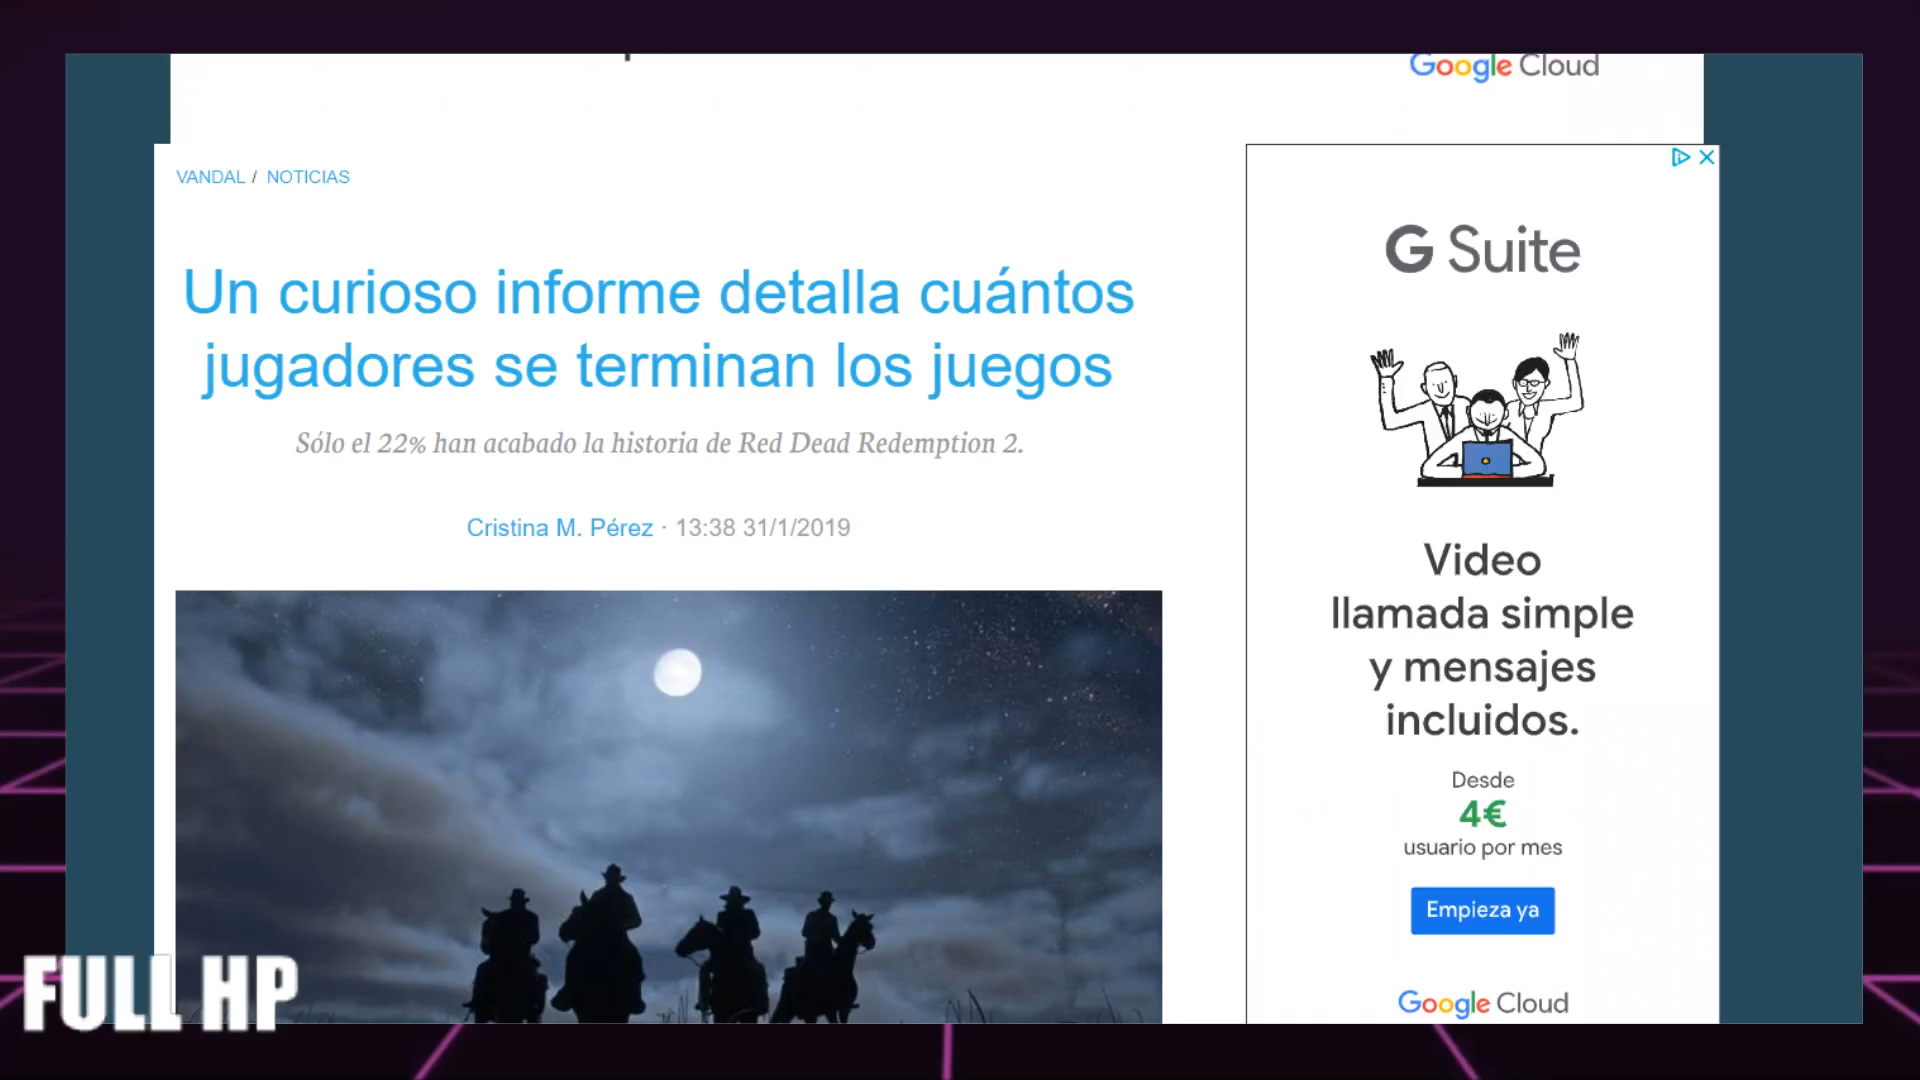 Google Cloud
VANDAL / NOTICIAS
Un curioso informe detalla cuántos
jugadores se terminan los juegos
Sólo el 22% han acabado la historia de Red Dead Redemption 2.
Cristina M. Pérez · 13:38 31/1/2019
G Suite
Video
llamada simple
y mensajes
incluidos.
Desde
4€
usuario por mes
Empieza ya
Google Cloud
FULL HP